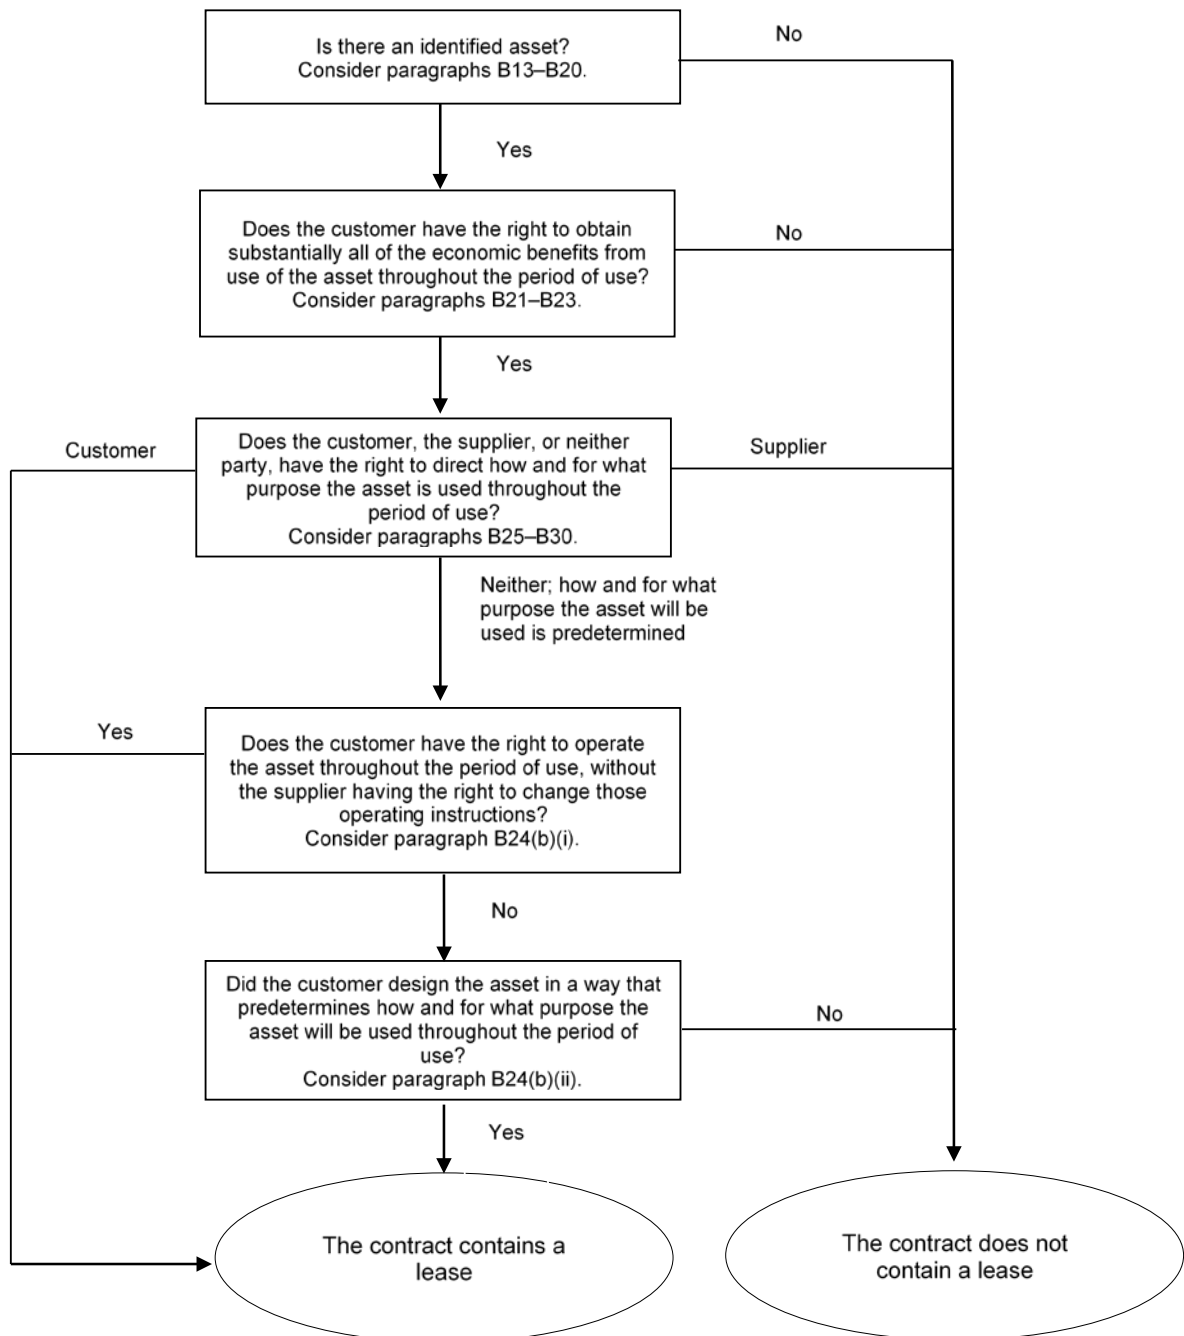 Is there an identified asset?
Consider paragraphs B13–B20.
No
Yes
Does the customer have the right to obtain
substantially all of the economic benefits from
use of the asset throughout the period of use?
Consider paragraphs B21–B23.
No
Yes
Customer
Does the customer, the supplier, or neither
party, have the right to direct how and for what
purpose the asset is used throughout the
period of use?
Consider paragraphs B25–B30.
Supplier
Neither; how and for what
purpose the asset will be
used is predetermined
Yes
Does the customer have the right to operate
the asset throughout the period of use, without
the supplier having the right to change those
operating instructions?
Consider paragraph B24(b)(i).
No
Did the customer design the asset in a way that
predetermines how and for what purpose the
asset will be used throughout the period of
use?
Consider paragraph B24(b)(ii).
No
Yes
The contract contains a
lease
The contract does not
contain a lease